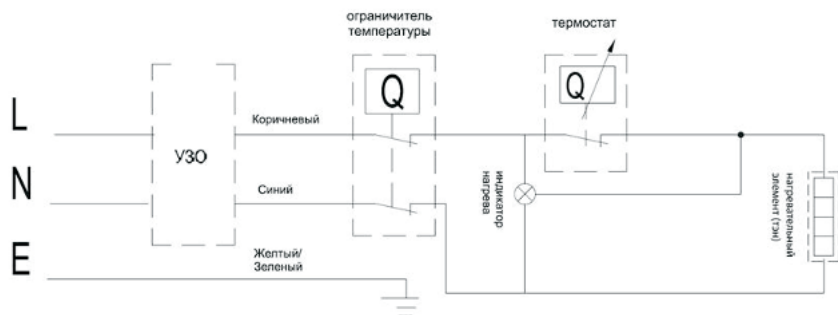 ограничитель
температуры
термостат
Q
Q
L
Коричневый
УЗО
N
Синий
индикатор
нагрева
нагревательный
элемент (тэн)
E
Желтый/
Зеленый